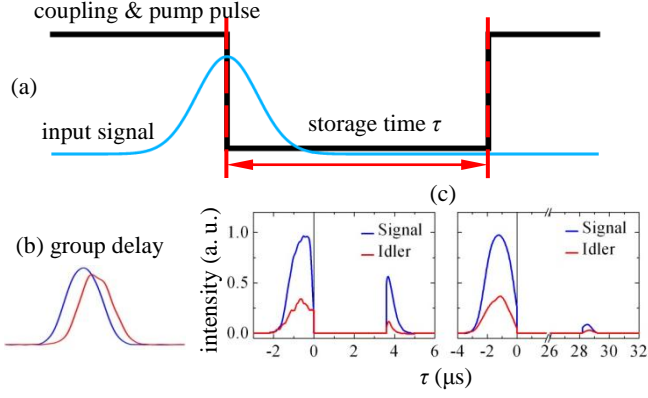 coupling & pump pulse
(a)
input signal
storage time τ
(c)
(b) group delay
intensity (a. u.)
1.0
0.5
0.0
Signal
Idler
Signal
Idler
-2 0 2 4 6
-4 -2 0 26 28 30 32
τ (μs)